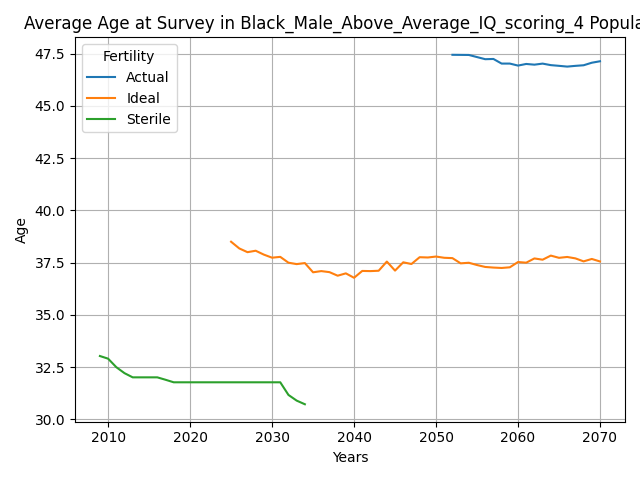 Average Age at Survey in Black_Male_Above_Average_IQ_scoring_4 Popula
Fertility
Actual
Ideal
Sterile
47.5
45.0
42.5
40.0
37.5
35.0
32.5
30.0
Age
2010 2020 2030 2040 2050 2060 2070
Years